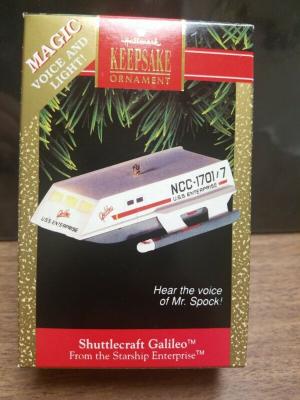 MAGIC
VOICE AND
LIGHT!
Hallmark
KEEPSAKE
ORNAMENT
NCC-1701/7
U.S.S. ENTERPRISE
Galileo
U.S.S. ENTERPRISE
Galileo
Hear the voice
of Mr. Spock!
Shuttlecraft Galileo™
From the Starship Enterprise™